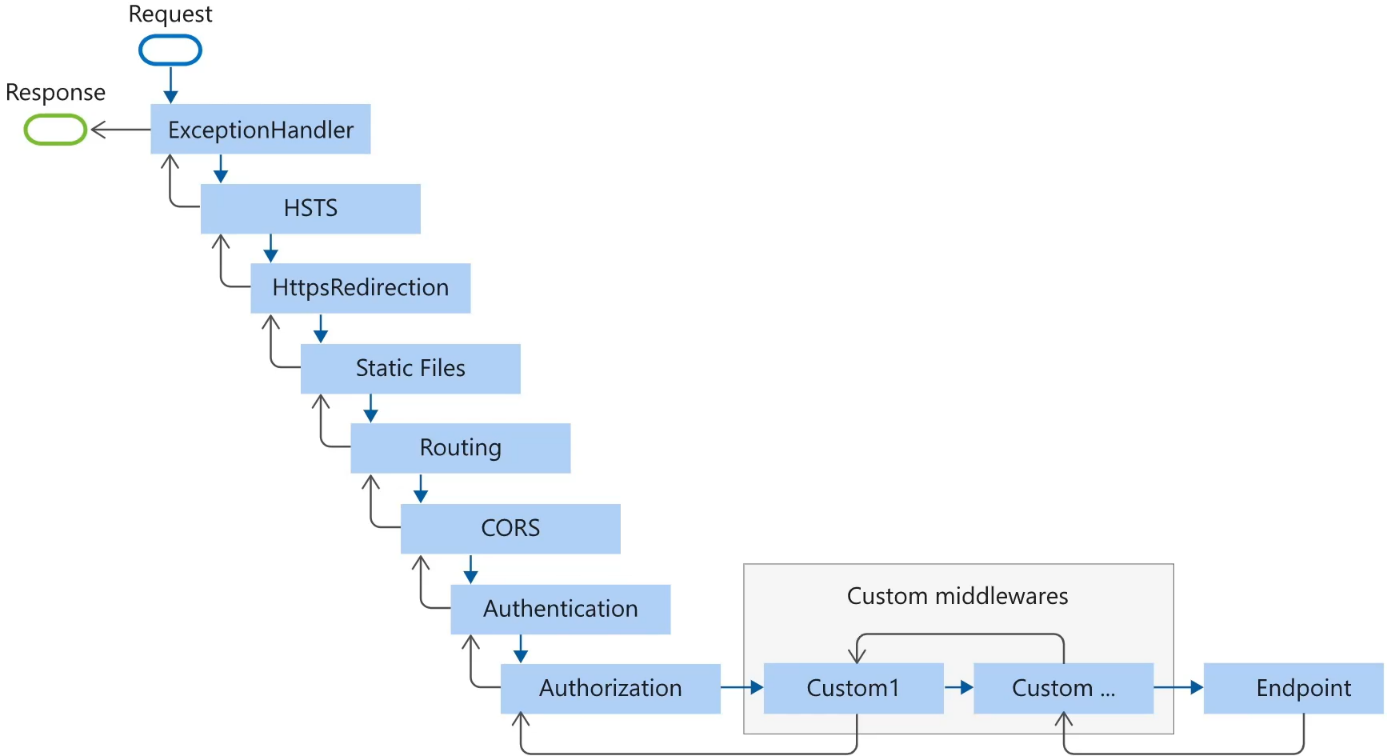 Request
Response
ExceptionHandler
HSTS
HttpsRedirection
Static Files
Routing
CORS
Authentication
Custom middlewares
Authorization
Custom1
Custom ...
Endpoint